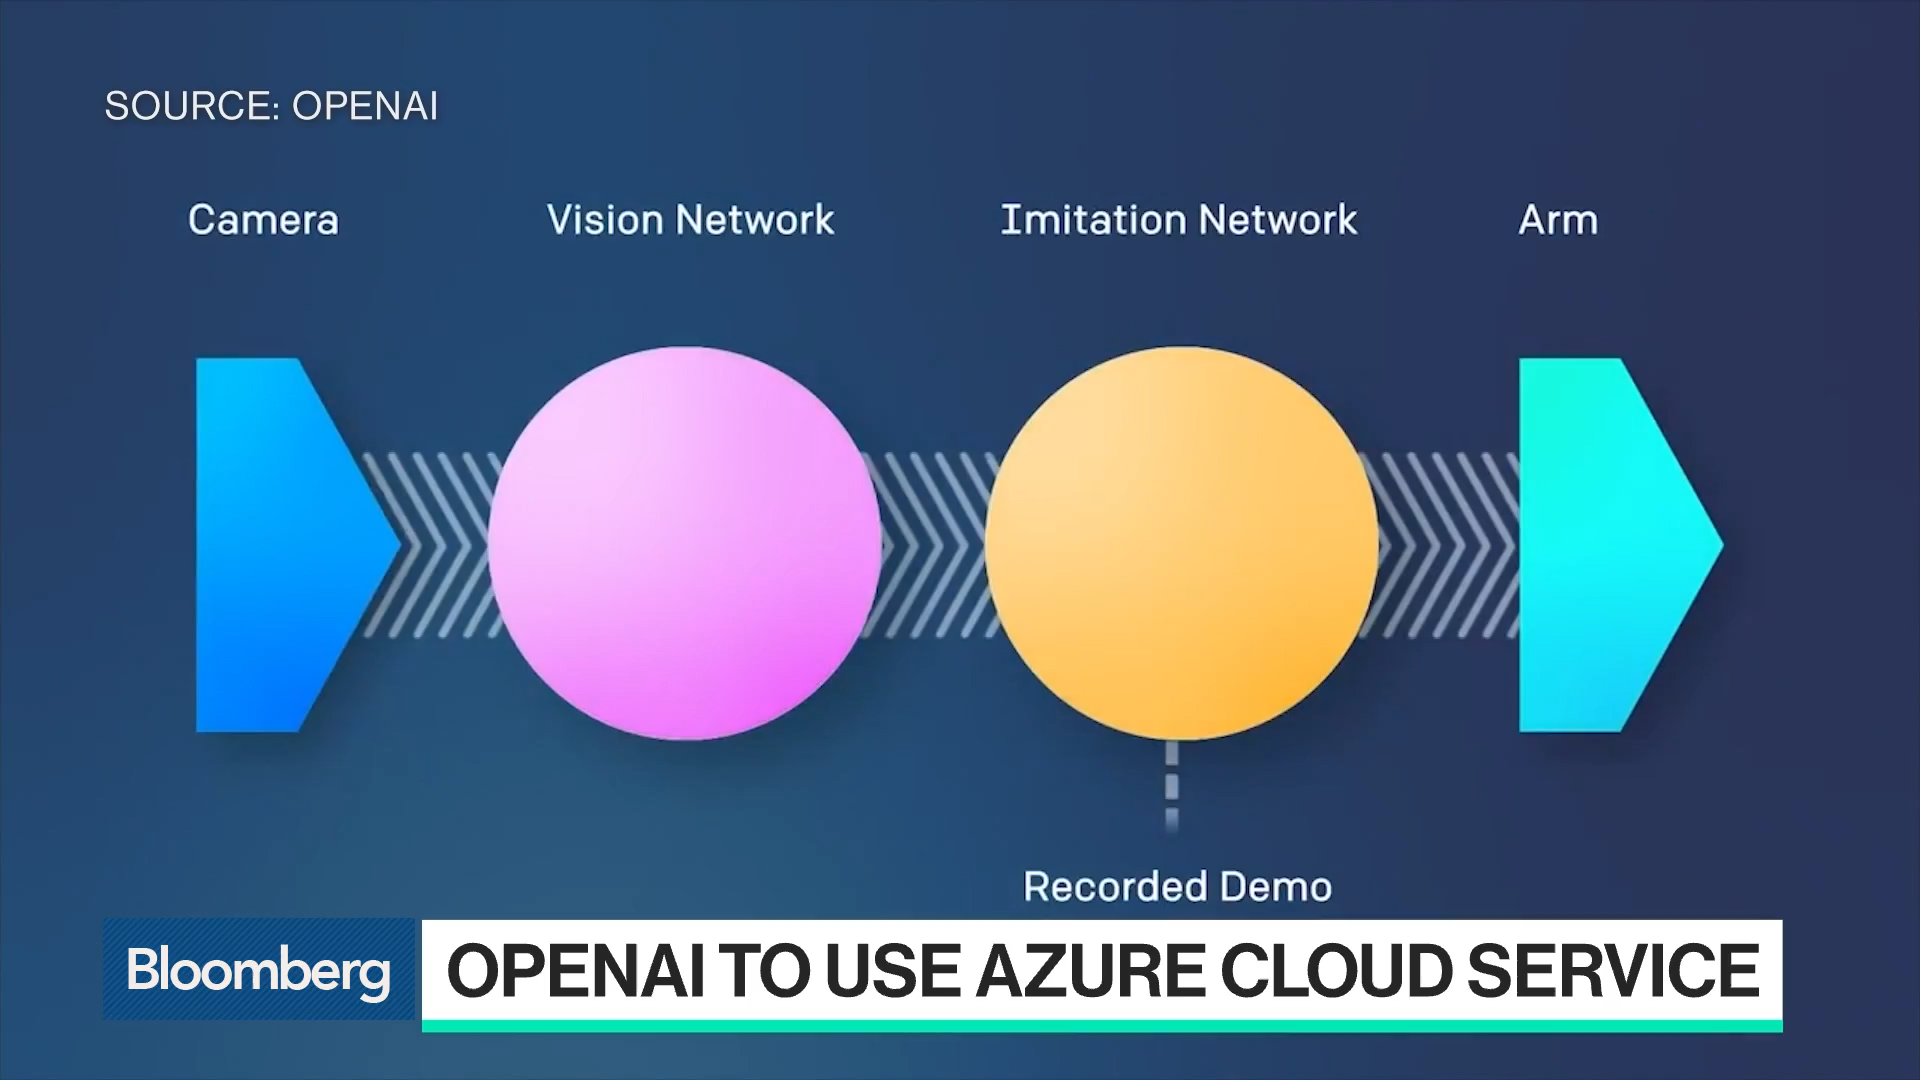 SOURCE: OPENAI
Camera
Vision Network
Imitation Network
Arm
Recorded Demo
Bloomberg
OPENAI TO USE AZURE CLOUD SERVICE